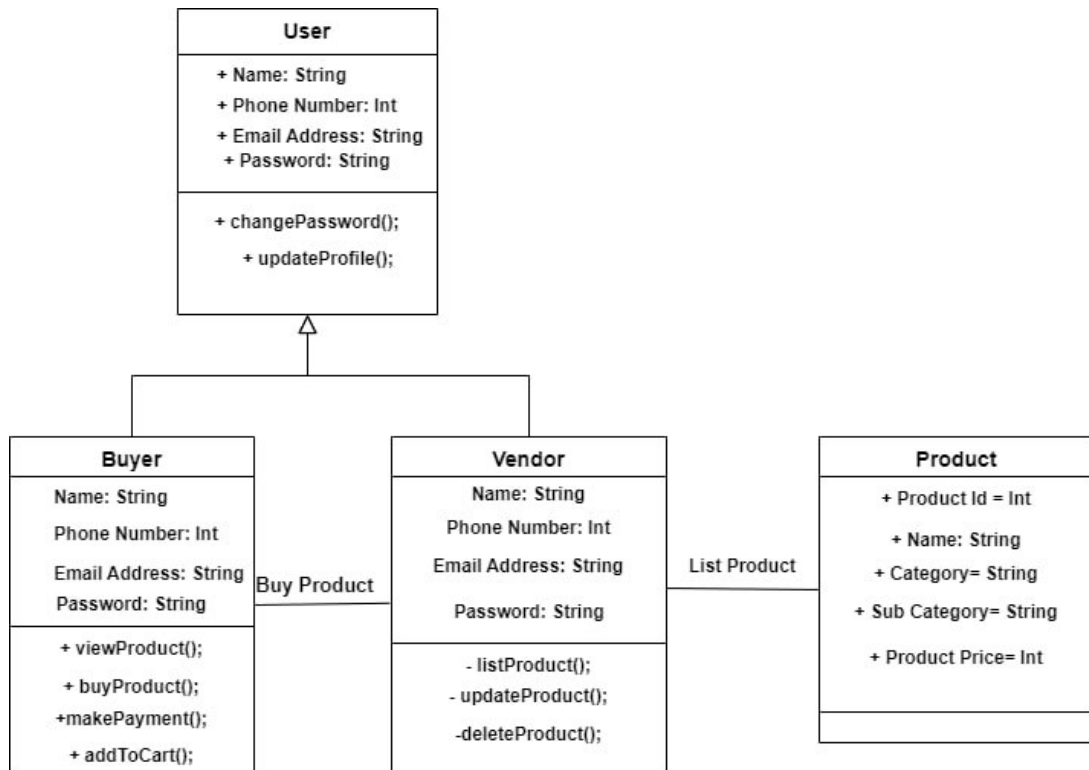 User
+ Name: String
+ Phone Number: Int
+ Email Address: String
+ Password: String
+ changePassword();
+ updateProfile();
Buyer
Name: String
Phone Number: Int
Email Address: String
Password: String
+ viewProduct();
+ buyProduct();
+makePayment();
+ addToCart();
Buy Product
Vendor
Name: String
Phone Number: Int
Email Address: String
Password: String
- listProduct();
- updateProduct();
-deleteProduct();
List Product
Product
+ Product Id = Int
+ Name: String
+ Category= String
+ Sub Category= String
+ Product Price= Int